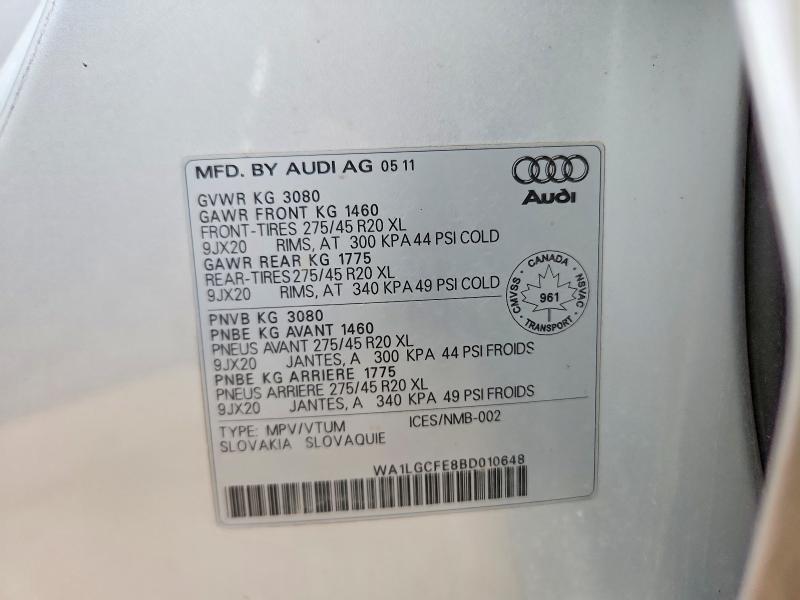 MFD. BY AUDI AG 05 11
Audi
GVWR KG 3080
GAWR FRONT KG 1460
FRONT-TIRES 275/45 R20 XL
9JX20 RIMS, AT 300 KPA 44 PSI COLD
GAWR REAR KG 1775
REAR-TIRES 275/45 R20 XL
9JX20 RIMS, AT 340 KPA 49 PSI COLD
CANADA
CMVSS 961 NSVAC
TRANSPORT
PNVB KG 3080
PNBE KG AVANT 1460
PNEUS AVANT 275/45 R20 XL
9JX20 JANTES, A 300 KPA 44 PSI FROIDS
PNBE KG ARRIERE 1775
PNEUS ARRIERE 275/45 R20 XL
9JX20 JANTES, A 340 KPA 49 PSI FROIDS
TYPE: MPV/VTUM ICES/NMB-002
SLOVAKIA SLOVAQUIE
WA1LGCFE8BD010648